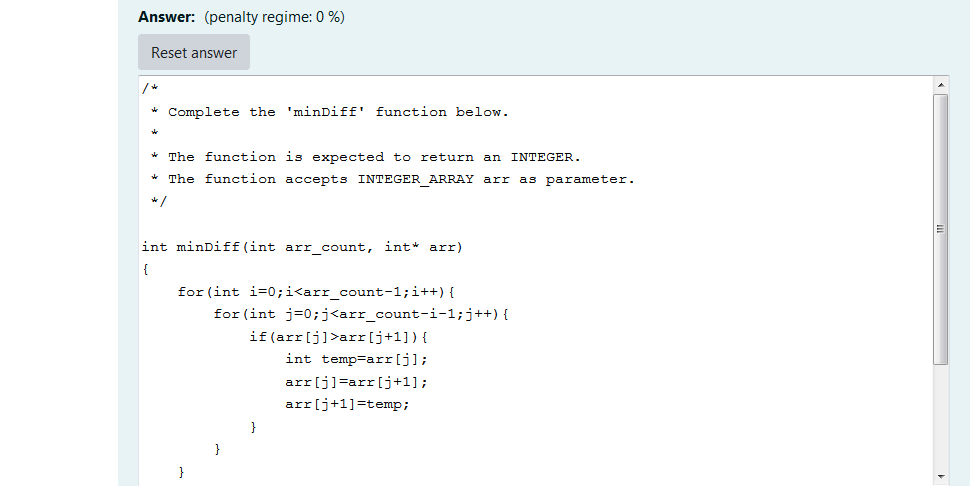 Answer: (penalty regime: 0 %)
Reset answer
/*
 * Complete the 'minDiff' function below.
 *
 * The function is expected to return an INTEGER.
 * The function accepts INTEGER_ARRAY arr as parameter.
 */

int minDiff(int arr_count, int* arr)
{
    for(int i=0;i<arr_count-1;i++){
        for(int j=0;j<arr_count-i-1;j++){
            if(arr[j]>arr[j+1]){
                int temp=arr[j];
                arr[j]=arr[j+1];
                arr[j+1]=temp;
            }
        }
    }